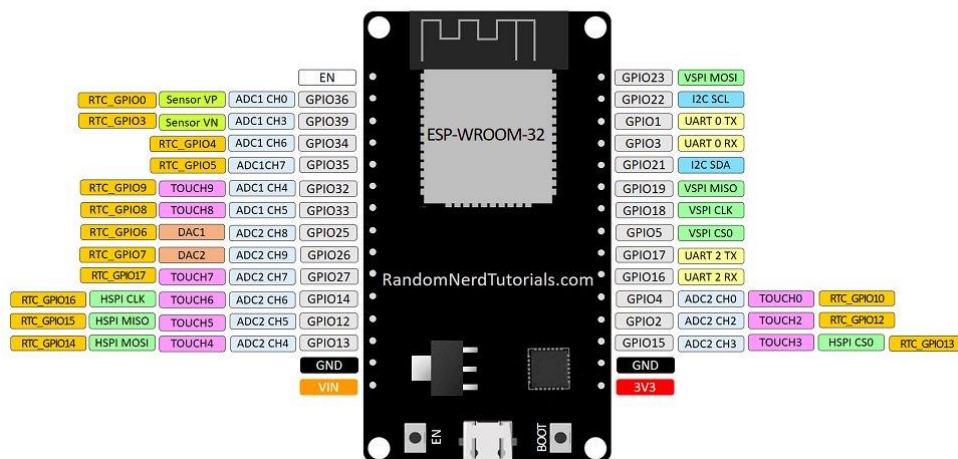 EN
GPIO23 VSPI MOSI
RTC_GPIO0 Sensor VP ADC1 CH0 GPIO36
GPIO22 I2C SCL
RTC_GPIO3 Sensor VN ADC1 CH3 GPIO39
GPIO1 UART 0 TX
RTC_GPIO4 ADC1 CH6 GPIO34
ESP-WROOM-32
GPIO3 UART 0 RX
RTC_GPIO5 ADC1CH7 GPIO35
GPIO21 I2C SDA
RTC_GPIO9 TOUCH9 ADC1 CH4 GPIO32
GPIO19 VSPI MISO
RTC_GPIO8 TOUCH8 ADC1 CH5 GPIO33
GPIO18 VSPI CLK
RTC_GPIO6 DAC1 ADC2 CH8 GPIO25
GPIO5 VSPI CS0
RTC_GPIO7 DAC2 ADC2 CH9 GPIO26
GPIO17 UART 2 TX
RTC_GPIO17 TOUCH7 ADC2 CH7 GPIO27
RandomNerdTutorials.com
GPIO16 UART 2 RX
RTC_GPIO16 HSPI CLK TOUCH6 ADC2 CH6 GPIO14
GPIO4 ADC2 CH0 TOUCH0 RTC_GPIO10
RTC_GPIO15 HSPI MISO TOUCH5 ADC2 CH5 GPIO12
GPIO2 ADC2 CH2 TOUCH2 RTC_GPIO12
RTC_GPIO14 HSPI MOSI TOUCH4 ADC2 CH4 GPIO13
GPIO15 ADC2 CH3 TOUCH3 HSPI CS0 RTC_GPIO13
GND
GND
VIN
3V3
EN
BOOT